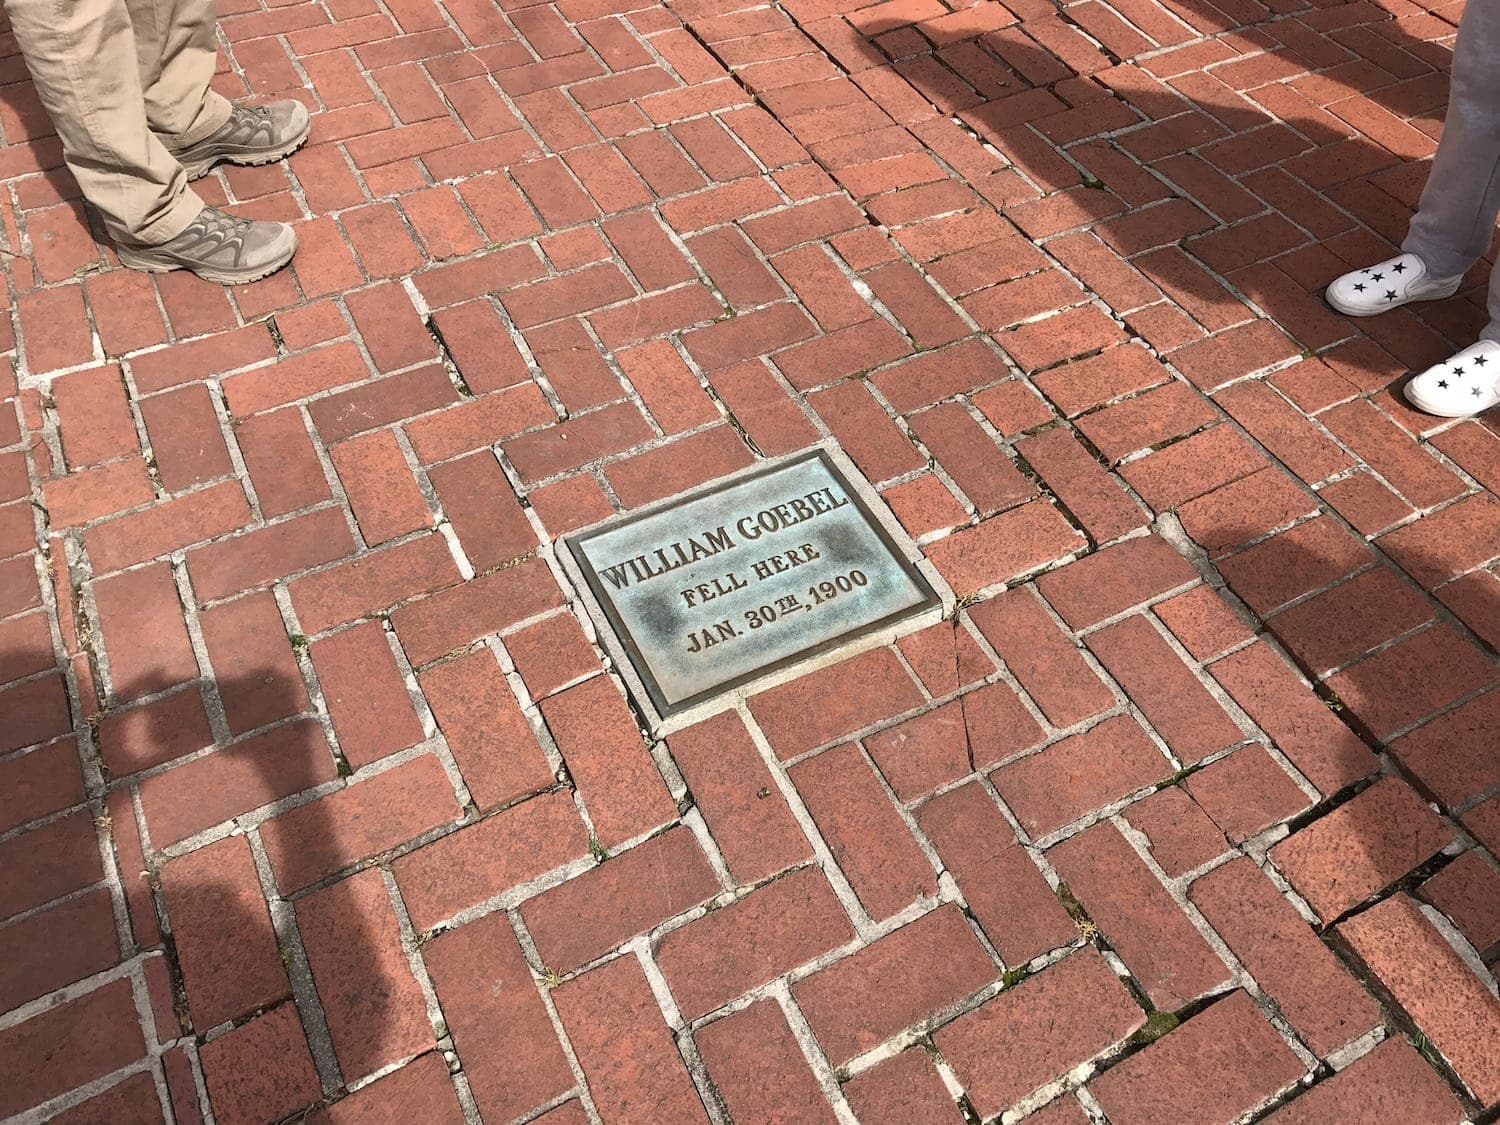 WILLIAM GOEBEL
FELL HERE
JAN. 30TH, 1900